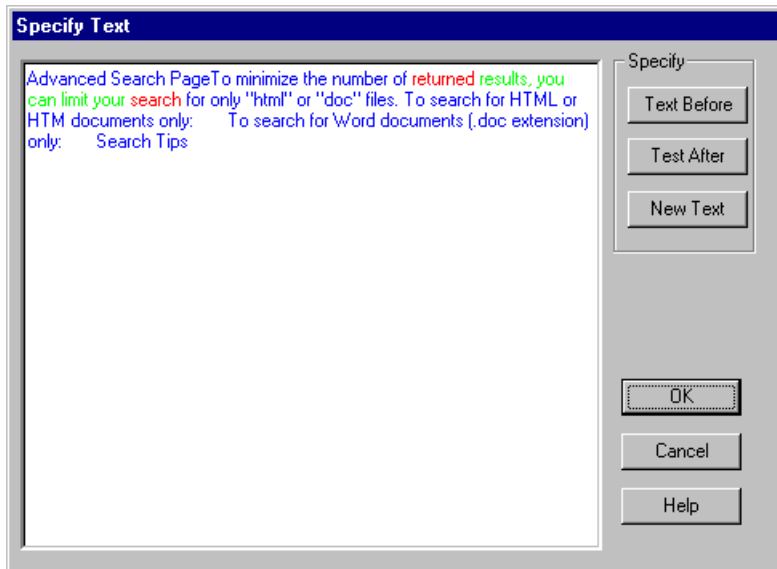 Specify Text
Advanced Search PageTo minimize the number of returned results, you
can limit your search for only "html" or "doc" files. To search for HTML or
HTM documents only: To search for Word documents (.doc extension)
only: Search Tips
Specify
Text Before
Test After
New Text
OK
Cancel
Help